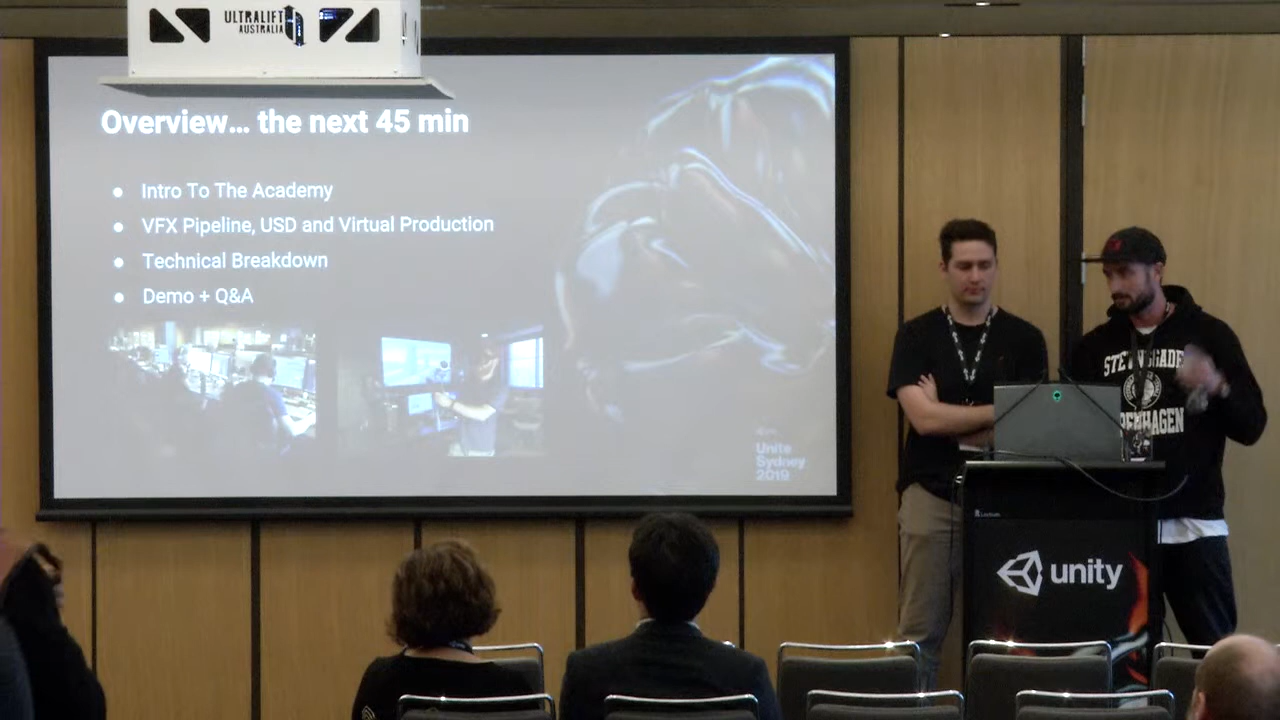 ULTRALIFT
AUSTRALIA
Overview... the next 45 min
● Intro To The Academy
● VFX Pipeline, USD and Virtual Production
● Technical Breakdown
● Demo + Q&A
Unite
Sydney
2019
unity